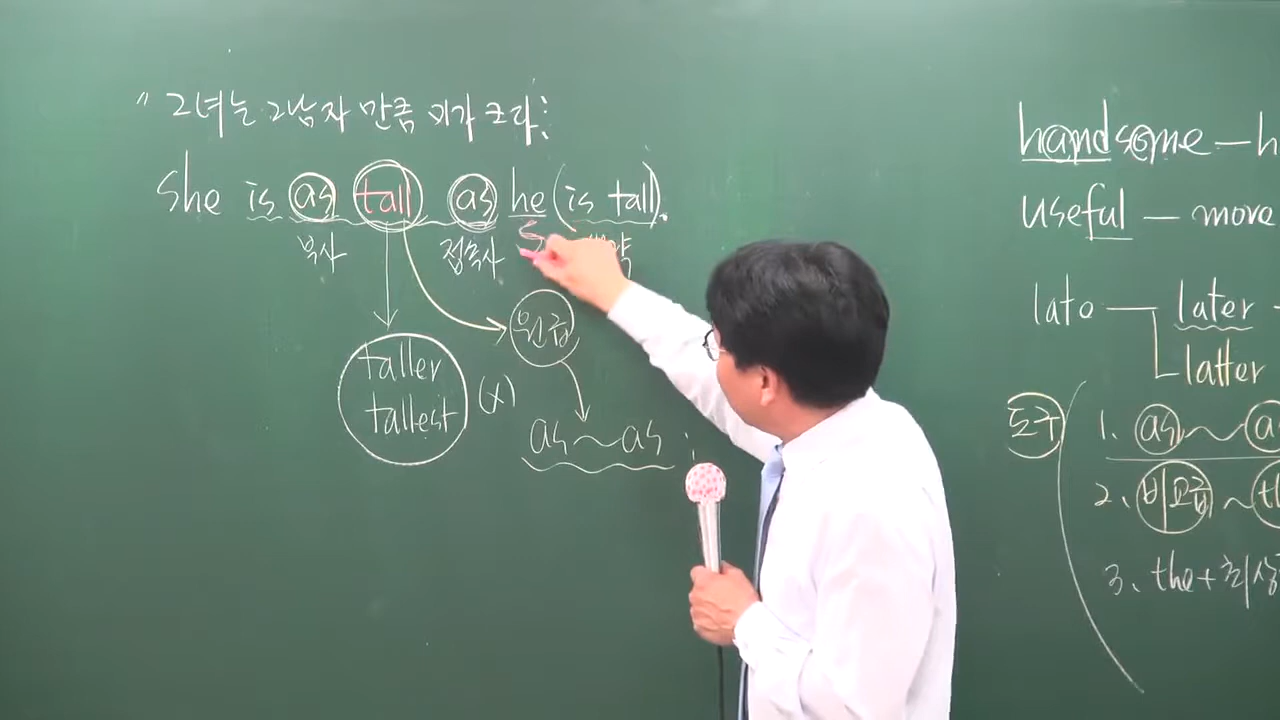 " 그녀는 그남자 만큼 키가 크다.
She is as tall as he (is tall).
부사 접속사 S
taller
tallest (x)
원급
as ~ as
handsome – h
useful – more
late – later
latter
도구
1. as ~ as
2. 비교급 ~ th
3. the + 최상